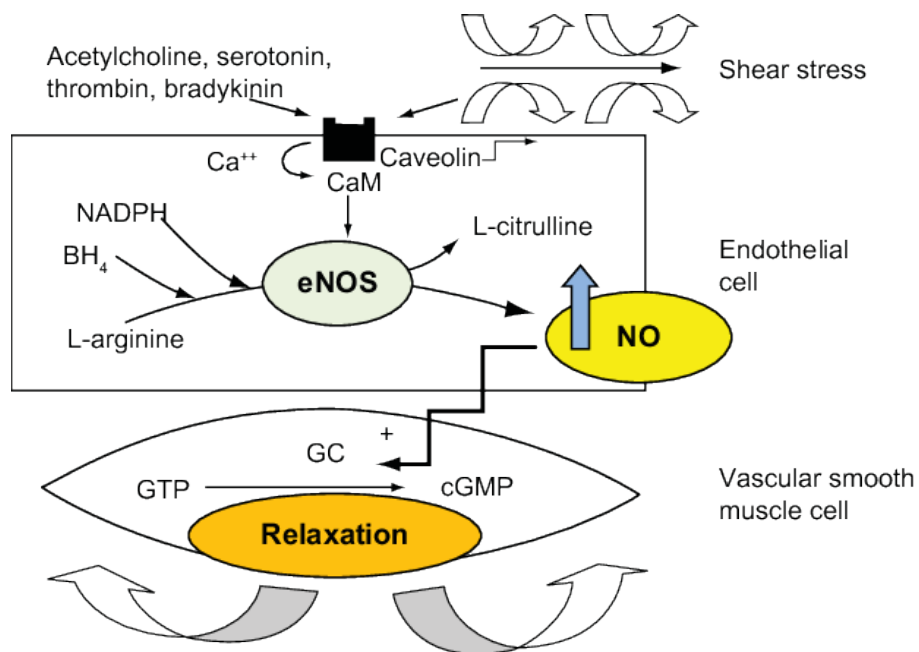 Acetylcholine, serotonin,
thrombin, bradykinin
Shear stress
Ca++
Caveolin
CaM
NADPH
L-citrulline
BH4
eNOS
Endothelial
cell
L-arginine
NO
+
GC
GTP
cGMP
Vascular smooth
muscle cell
Relaxation